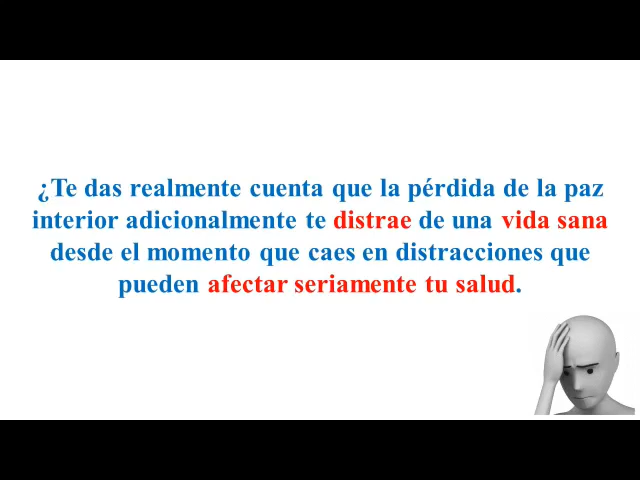 ¿Te das realmente cuenta que la pérdida de la paz
interior adicionalmente te distrae de una vida sana
desde el momento que caes en distracciones que
pueden afectar seriamente tu salud.